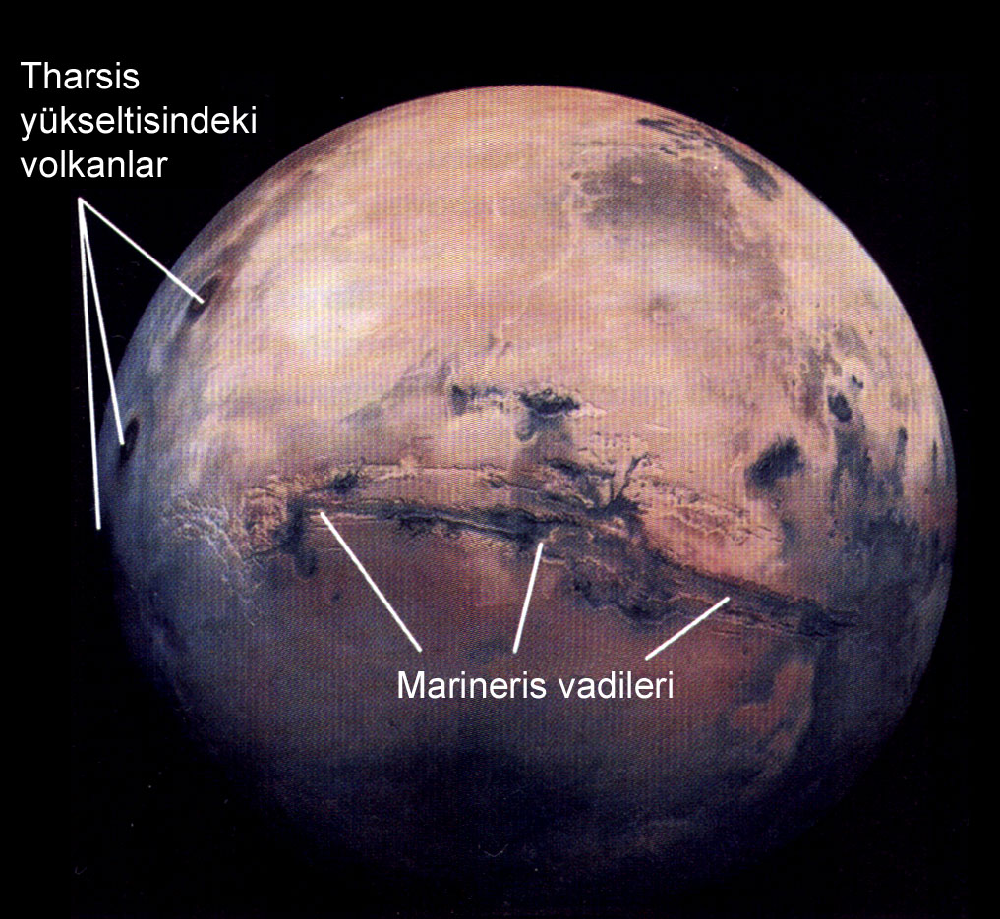 Tharsis
yükseltisindeki
volkanlar
Marineris vadileri